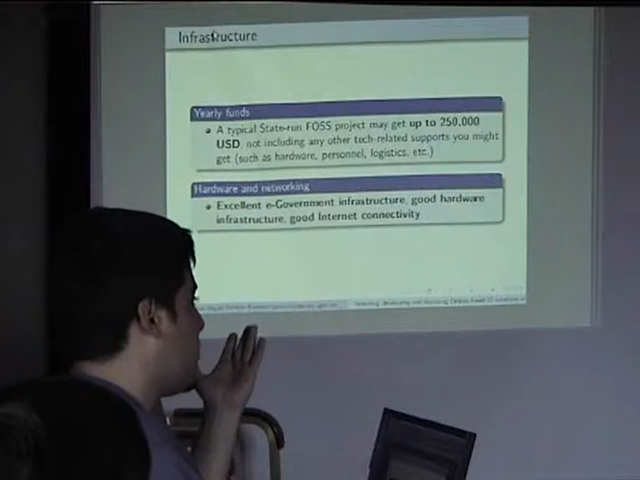 Infrastructure
Yearly funds
A typical State-run FOSS project may get up to 250.000
USD, not including any other tech-related supports you might
get (such as hardware, personnel, logistics, etc.)
Hardware and networking
Excellent e-Government infrastructure, good hardware
infrastructure, good Internet connectivity